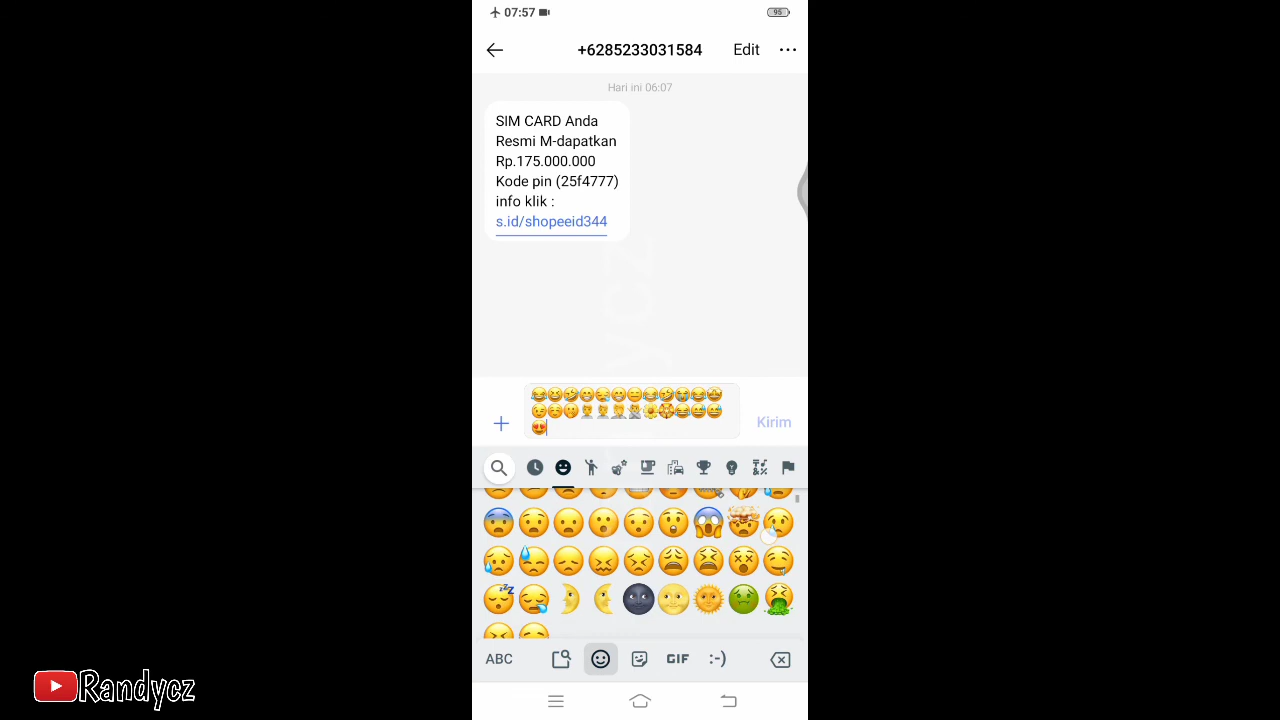 07:57
95
+6285233031584
Edit
Hari ini 06:07
SIM CARD Anda
Resmi M-dapatkan
Rp.175.000.000
Kode pin (25f4777)
info klik :
s.id/shopeeid344
Kirim
ABC
GIF
:-)
Randycz